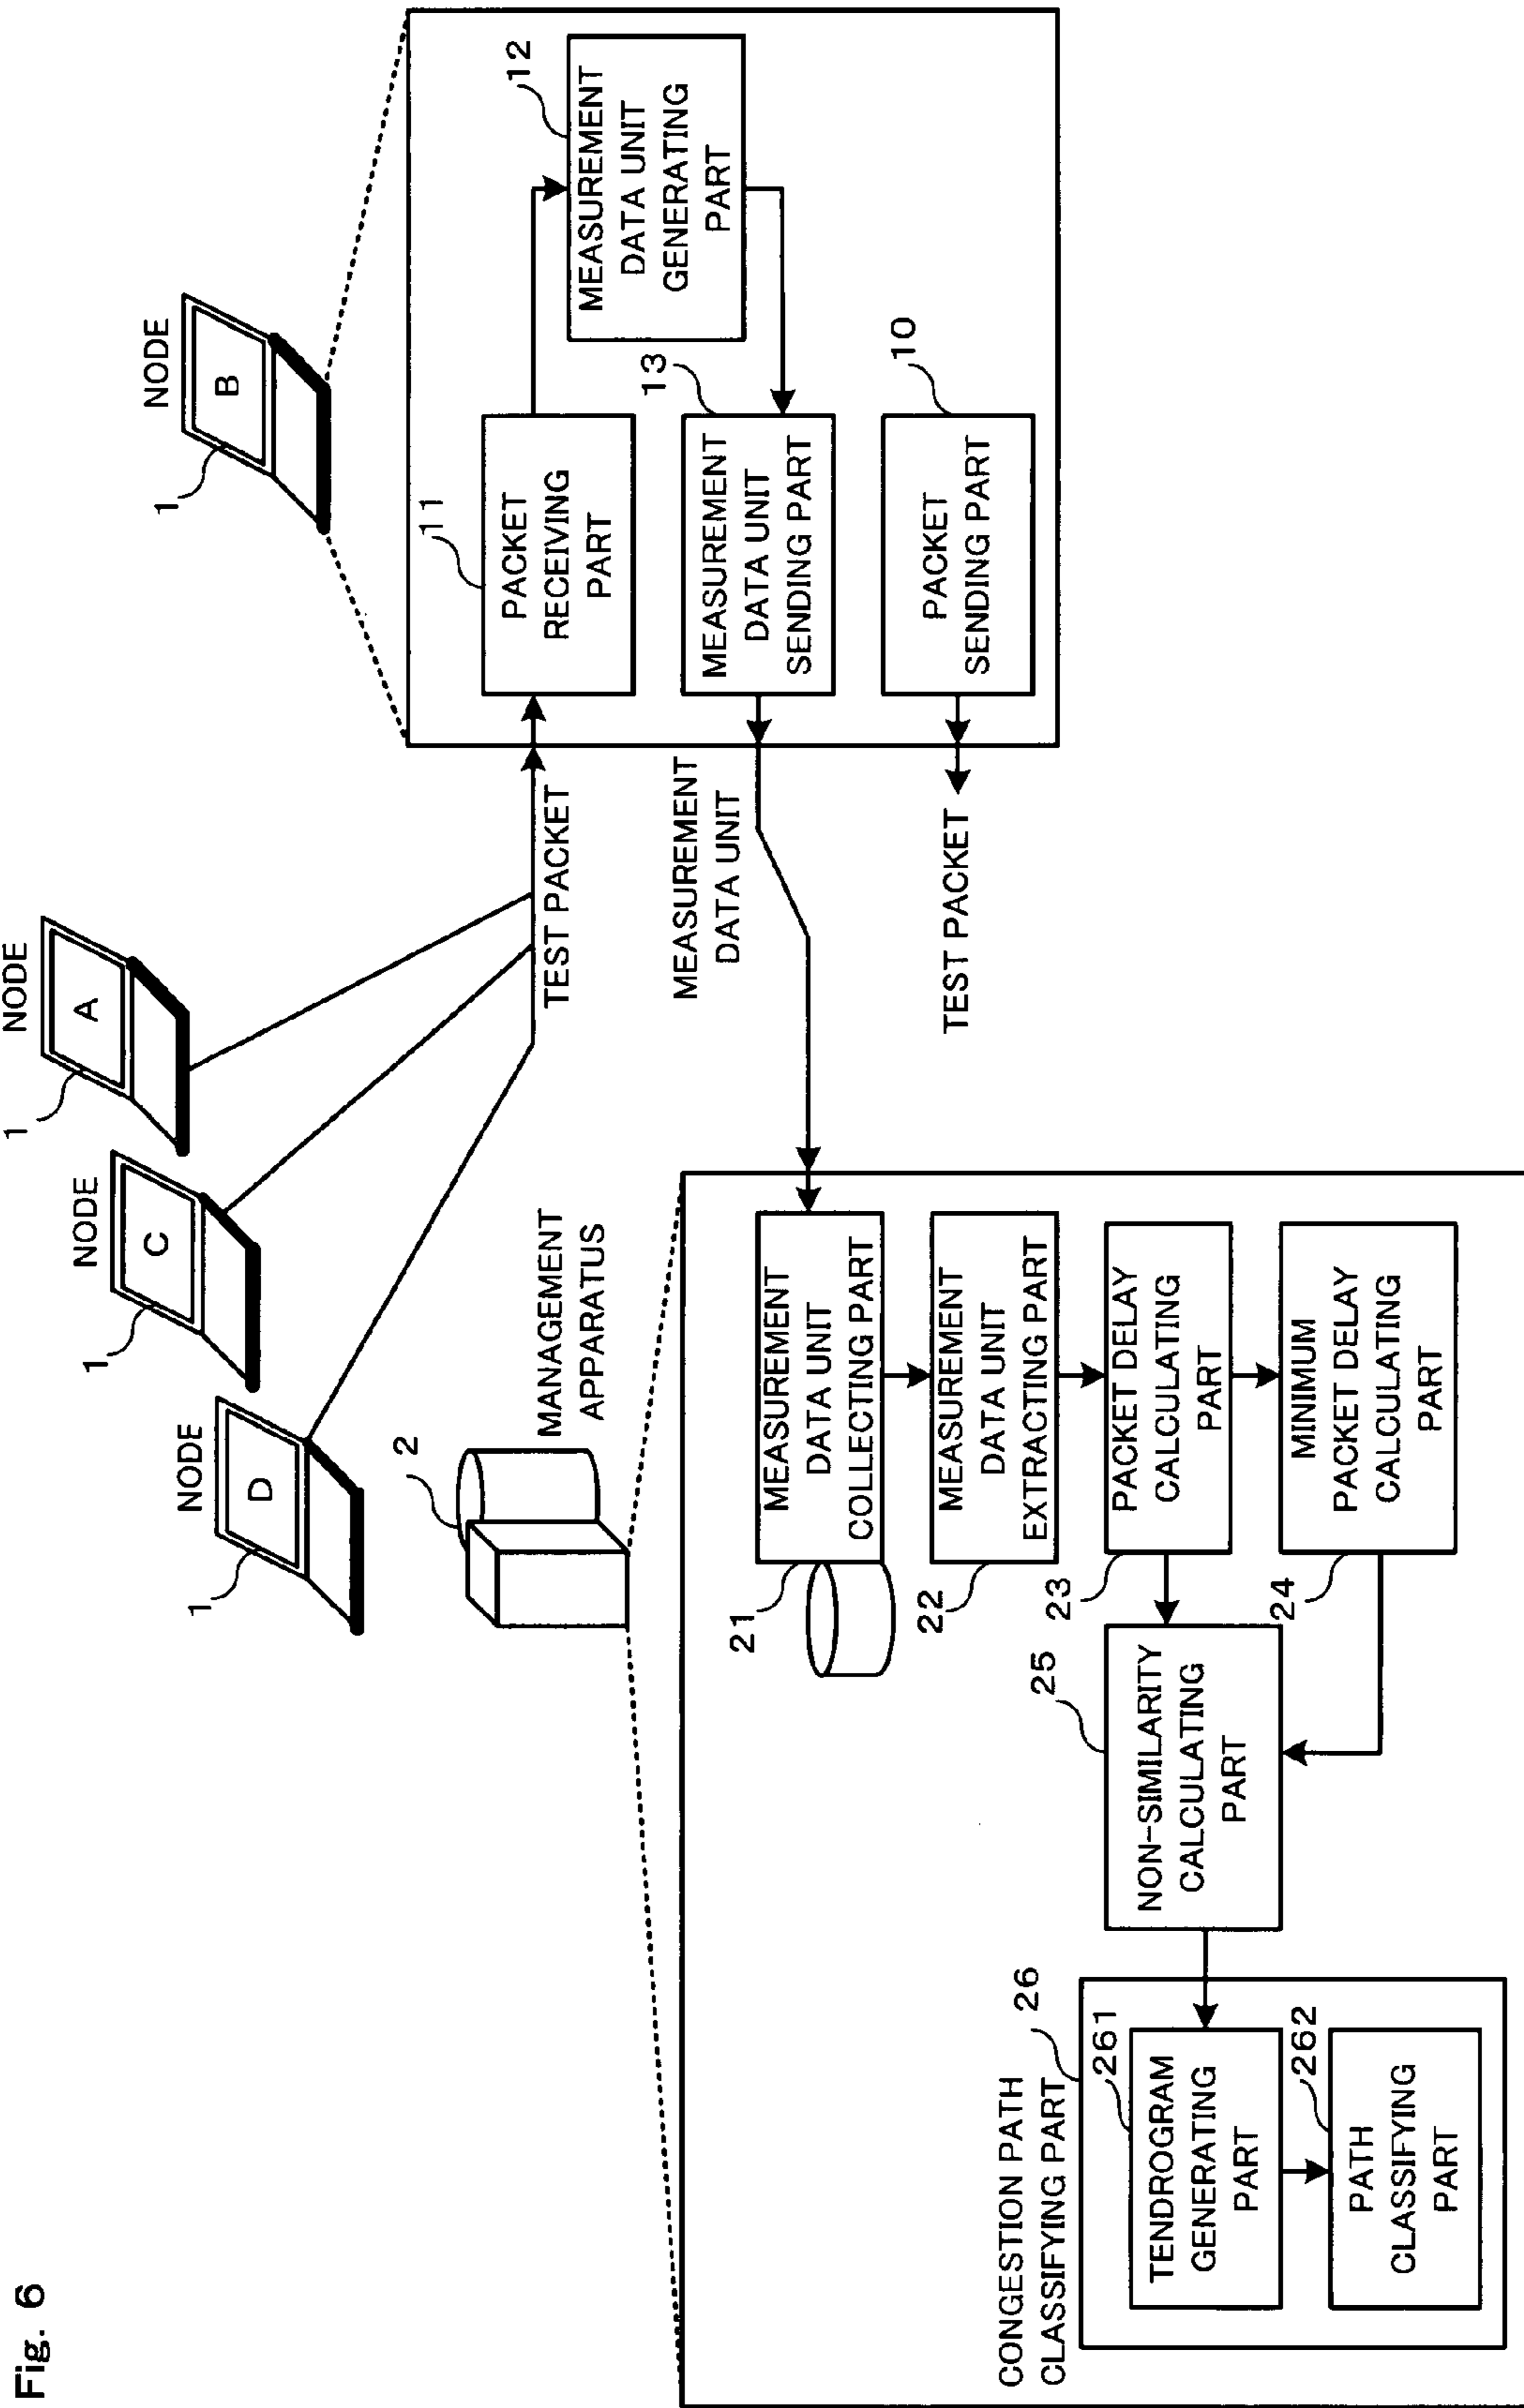 Fig. 6
NODE
D
1
NODE
C
1
NODE
A
1
NODE
B
1
MANAGEMENT
APPARATUS
2
TEST PACKET
11
PACKET
RECEIVING
PART
12
MEASUREMENT
DATA UNIT
GENERATING
PART
13
MEASUREMENT
DATA UNIT
SENDING PART
10
PACKET
SENDING PART
MEASUREMENT
DATA UNIT
TEST PACKET
MEASUREMENT
DATA UNIT
COLLECTING PART
21
MEASUREMENT
DATA UNIT
EXTRACTING PART
22
PACKET DELAY
CALCULATING
PART
23
MINIMUM
PACKET DELAY
CALCULATING
PART
24
25
NON-SIMILARITY
CALCULATING
PART
CONGESTION PATH
CLASSIFYING PART
26
261
TENDROGRAM
GENERATING
PART
262
PATH
CLASSIFYING
PART